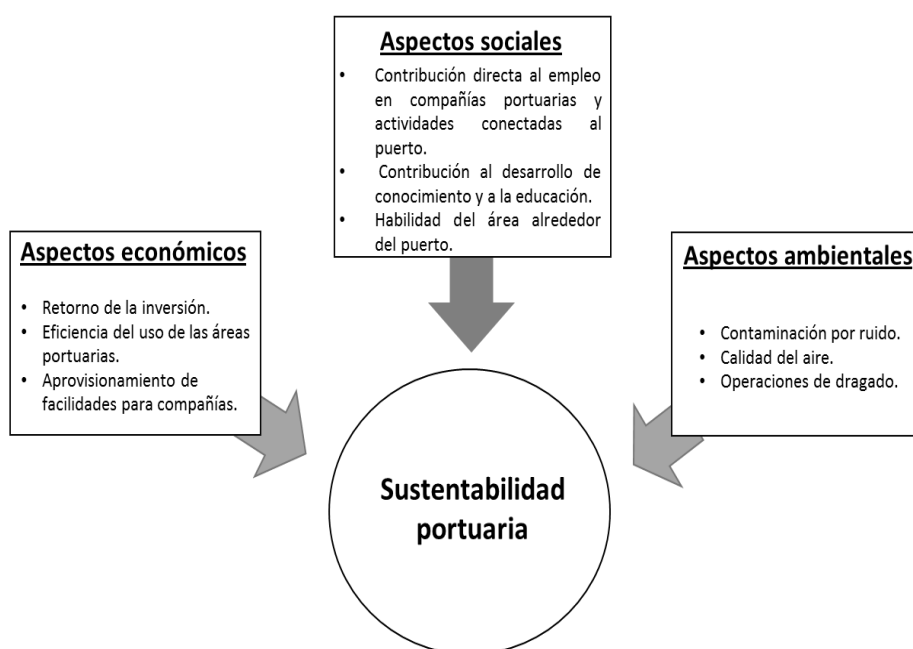 Aspectos sociales
• Contribución directa al empleo
en compañías portuarias y
actividades conectadas al
puerto.
• Contribución al desarrollo de
conocimiento y a la educación.
• Habilidad del área alrededor
del puerto.
Aspectos económicos
• Retorno de la inversión.
• Eficiencia del uso de las áreas
portuarias.
• Aprovisionamiento de
facilidades para compañías.
Aspectos ambientales
• Contaminación por ruido.
• Calidad del aire.
• Operaciones de dragado.
Sustentabilidad
portuaria